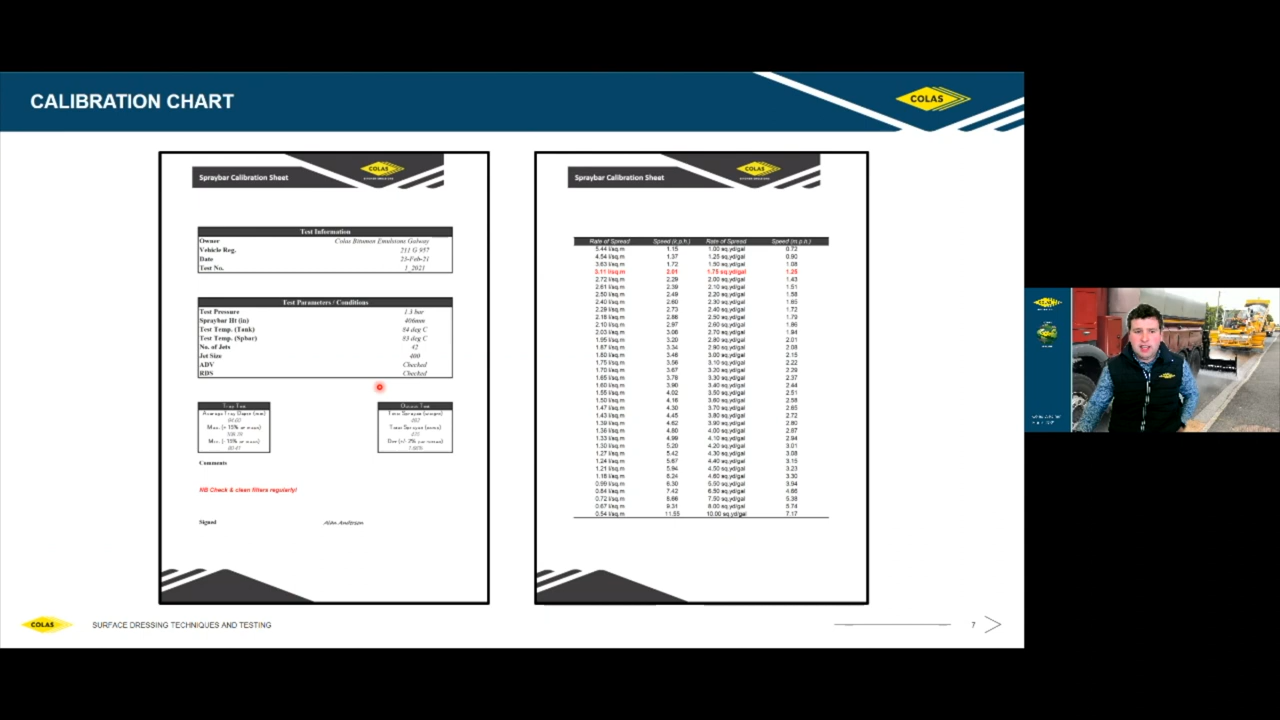 CALIBRATION CHART
COLAS
Spraybar Calibration Sheet
COLAS
Test Information
Owner Colas Bitumen Emulsions Galway
Vehicle Reg. 211 G 957
Date 23-Feb-21
Test No. 1_2021
Test Parameters / Conditions
Test Pressure 1.3 bar
Spraybar Ht (in) 406mm
Test Temp. (Tank) 84 deg C
Test Temp. (Spbar) 83 deg C
No. of Jets 42
Jet Size 400
ADV Checked
RDS Checked
Tray Test
Average Tray Depth (mm)
Comments
NB Check & clean filters regularly!
Signed Alan Anderson
Spraybar Calibration Sheet
COLAS
Rate of Spread Speed (k.p.h.) Rate of Spread Speed (m.p.h.)
5.44 l/sq.m 1.15 1.00 sq.yd/gal 0.72
4.54 l/sq.m 1.37 1.25 sq.yd/gal 0.90
3.63 l/sq.m 1.72 1.50 sq.yd/gal 1.08
3.11 l/sq.m 2.01 1.75 sq.yd/gal 1.25
2.72 l/sq.m 2.29 2.00 sq.yd/gal 1.43
2.61 l/sq.m 2.39 2.10 sq.yd/gal 1.51
2.50 l/sq.m 2.49 2.20 sq.yd/gal 1.58
2.40 l/sq.m 2.60 2.30 sq.yd/gal 1.65
2.29 l/sq.m 2.73 2.40 sq.yd/gal 1.72
2.18 l/sq.m 2.86 2.50 sq.yd/gal 1.79
2.10 l/sq.m 2.97 2.60 sq.yd/gal 1.86
2.03 l/sq.m 3.08 2.70 sq.yd/gal 1.94
1.95 l/sq.m 3.20 2.80 sq.yd/gal 2.01
1.87 l/sq.m 3.34 2.90 sq.yd/gal 2.08
1.80 l/sq.m 3.46 3.00 sq.yd/gal 2.15
1.75 l/sq.m 3.56 3.10 sq.yd/gal 2.22
1.70 l/sq.m 3.67 3.20 sq.yd/gal 2.29
1.65 l/sq.m 3.78 3.30 sq.yd/gal 2.37
1.60 l/sq.m 3.90 3.40 sq.yd/gal 2.44
1.55 l/sq.m 4.02 3.50 sq.yd/gal 2.51
1.50 l/sq.m 4.16 3.60 sq.yd/gal 2.58
1.47 l/sq.m 4.30 3.70 sq.yd/gal 2.65
1.43 l/sq.m 4.45 3.80 sq.yd/gal 2.72
1.39 l/sq.m 4.62 3.90 sq.yd/gal 2.80
1.36 l/sq.m 4.80 4.00 sq.yd/gal 2.87
1.33 l/sq.m 4.99 4.10 sq.yd/gal 2.94
1.30 l/sq.m 5.20 4.20 sq.yd/gal 3.01
1.27 l/sq.m 5.42 4.30 sq.yd/gal 3.08
1.24 l/sq.m 5.67 4.40 sq.yd/gal 3.15
1.21 l/sq.m 5.94 4.50 sq.yd/gal 3.23
1.18 l/sq.m 6.24 4.60 sq.yd/gal 3.30
0.99 l/sq.m 6.30 5.50 sq.yd/gal 3.94
0.84 l/sq.m 7.42 6.50 sq.yd/gal 4.66
0.72 l/sq.m 8.66 7.50 sq.yd/gal 5.38
0.67 l/sq.m 9.31 8.00 sq.yd/gal 5.74
0.54 l/sq.m 11.55 10.00 sq.yd/gal 7.17
COLAS
SURFACE DRESSING TECHNIQUES AND TESTING
7